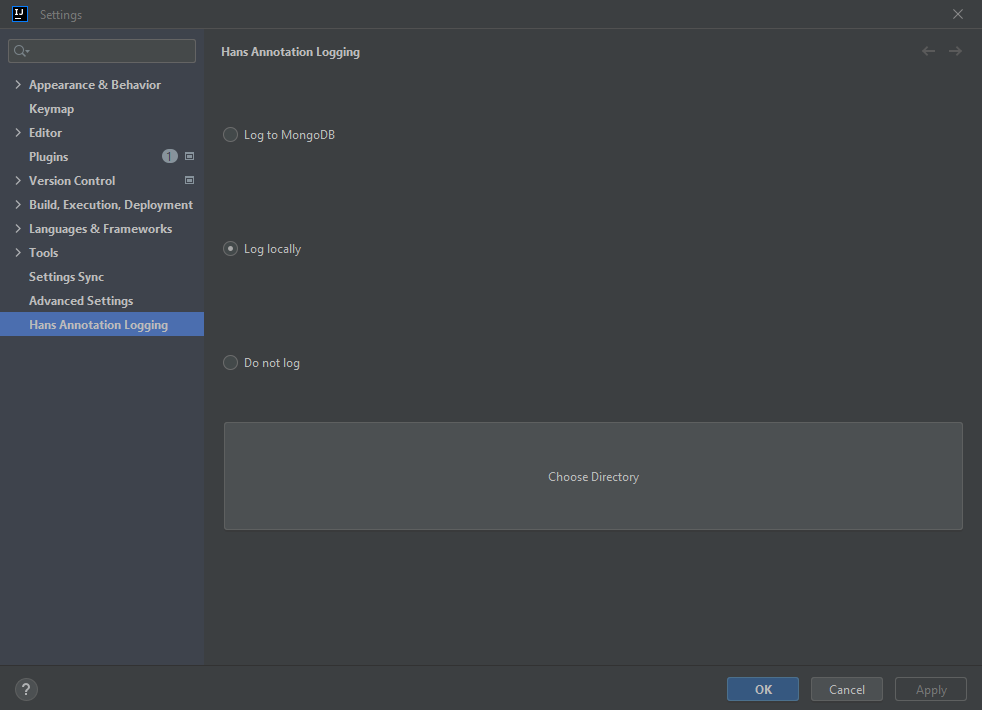 IJ Settings
Hans Annotation Logging
Appearance & Behavior
Keymap
Editor
Plugins 1
Version Control
Build, Execution, Deployment
Languages & Frameworks
Tools
Settings Sync
Advanced Settings
Hans Annotation Logging
Log to MongoDB
Log locally
Do not log
Choose Directory
? OK Cancel Apply